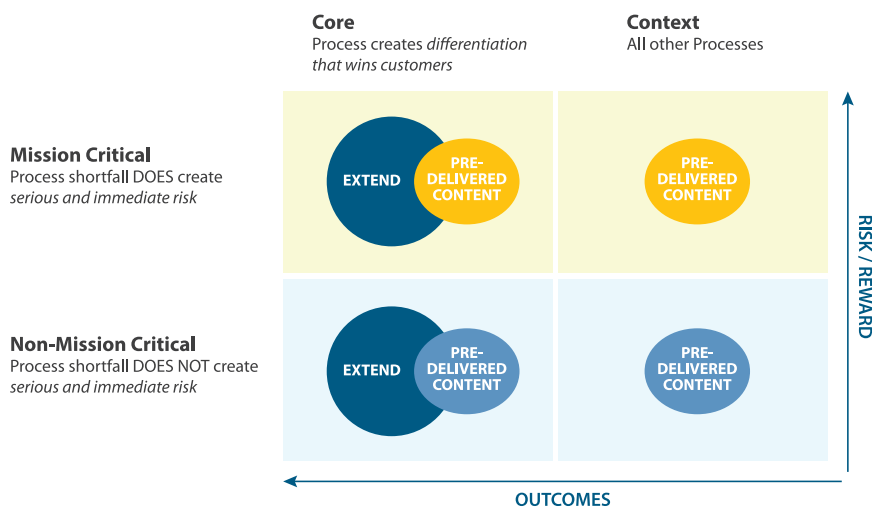 Core
Process creates differentiation
that wins customers
Context
All other Processes
Mission Critical
Process shortfall DOES create
serious and immediate risk
EXTEND
PRE-
DELIVERED
CONTENT
PRE-
DELIVERED
CONTENT
Non-Mission Critical
Process shortfall DOES NOT create
serious and immediate risk
EXTEND
PRE-
DELIVERED
CONTENT
PRE-
DELIVERED
CONTENT
RISK / REWARD
OUTCOMES